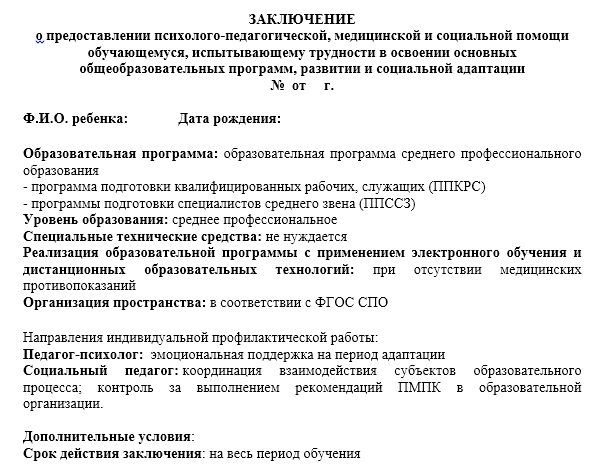 ЗАКЛЮЧЕНИЕ
о предоставлении психолого-педагогической, медицинской и социальной помощи
обучающемуся, испытывающему трудности в освоении основных
общеобразовательных программ, развитии и социальной адаптации
№ от г.
Ф.И.О. ребенка: Дата рождения:
Образовательная программа: образовательная программа среднего профессионального
образования
- программа подготовки квалифицированных рабочих, служащих (ППКРС)
- программы подготовки специалистов среднего звена (ППССЗ)
Уровень образования: среднее профессиональное
Специальные технические средства: не нуждается
Реализация образовательной программы с применением электронного обучения и
дистанционных образовательных технологий: при отсутствии медицинских
противопоказаний
Организация пространства: в соответствии с ФГОС СПО
Направления индивидуальной профилактической работы:
Педагог-психолог: эмоциональная поддержка на период адаптации
Социальный педагог: координация взаимодействия субъектов образовательного
процесса; контроль за выполнением рекомендаций ПМПК в образовательной
организации.
Дополнительные условия:
Срок действия заключения: на весь период обучения